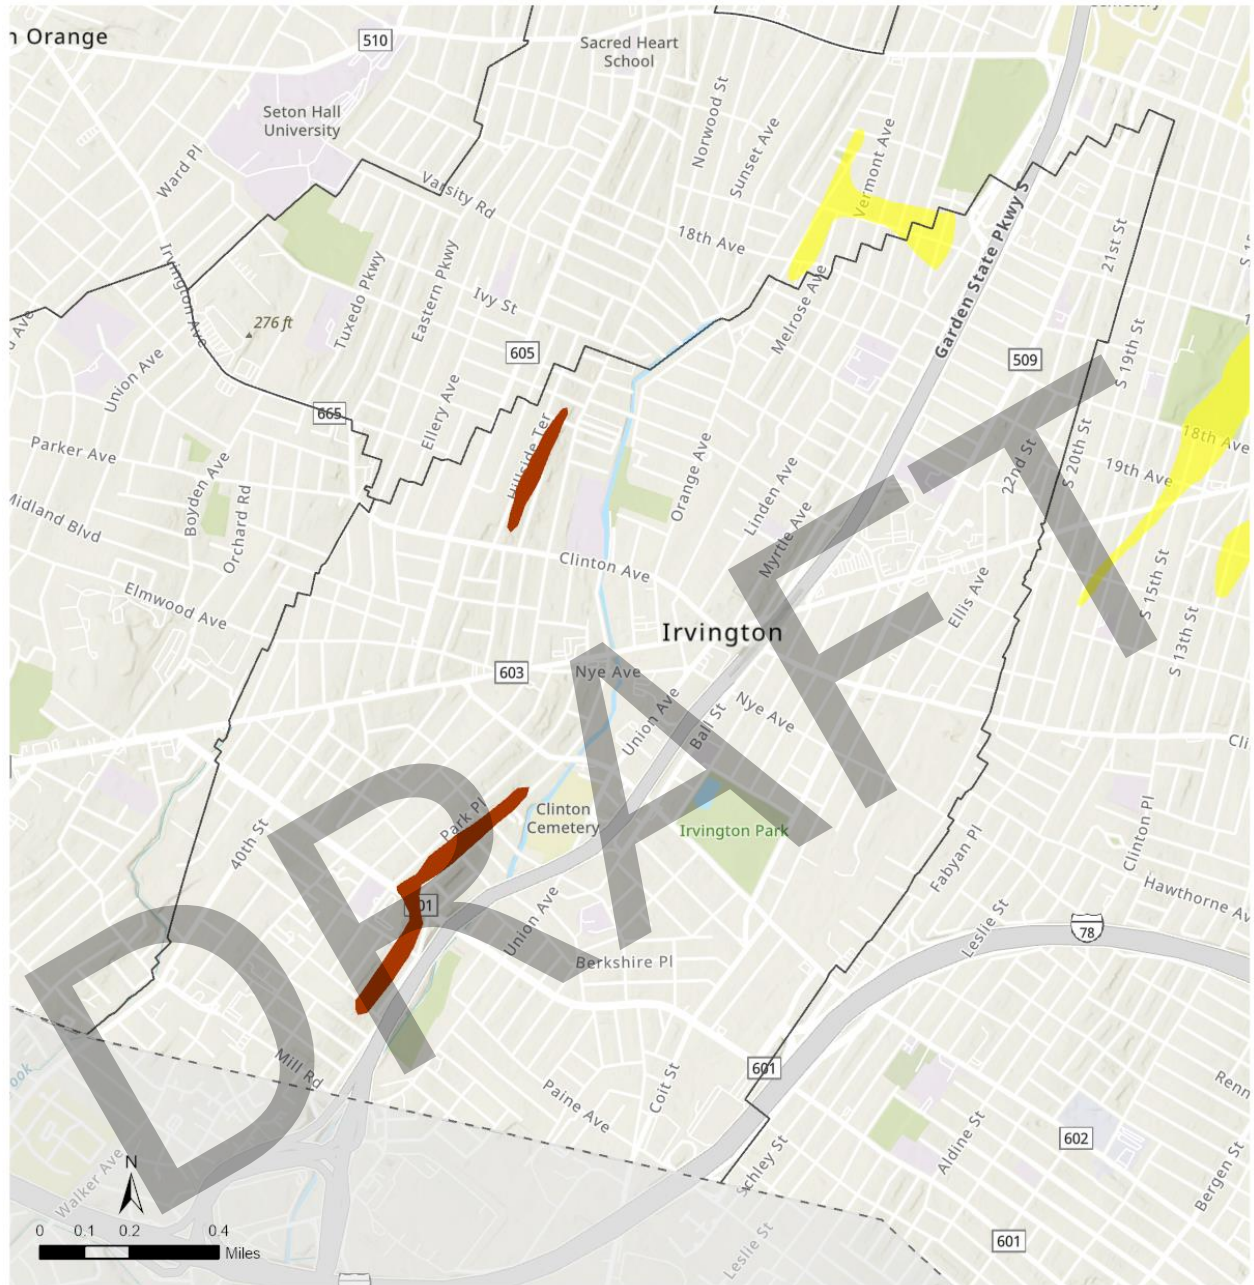 n Orange
510
Sacred Heart
School
Seton Hall
University
Norwood St
Sunset Ave
Vermont Ave
Ward Pl
Varsity Rd
18th Ave
Garden State Pkwy S
21st St
Irvington Ave
Tuxedo Pkwy
Eastern Pkwy
Ivy St
276 ft
Melrose Ave
605
509
S 19th St
Union Ave
665
Ellery Ave
Hillside Ter
Parker Ave
Boyden Ave
Orchard Rd
Midland Blvd
Orange Ave
Linden Ave
Myrtle Ave
22nd St
S 20th St
18th Ave
19th Ave
Clinton Ave
Elmwood Ave
Ellis Ave
S 15th St
S 13th St
Irvington
603
Nye Ave
Union Ave
Ball St
Nye Ave
Cli
Park Pl
40th St
Clinton
Cemetery
Irvington Park
Clinton Pl
Fabyan Pl
Hawthorne Av
601
Union Ave
Leslie St
78
Berkshire Pl
DRAFT
Mill Rd
ook
Paine Ave
Coit St
601
Renn
602
Aldine St
Schley St
Bergen St
Walker Ave
N
0 0.1 0.2 0.4
Miles
Leslie St
601